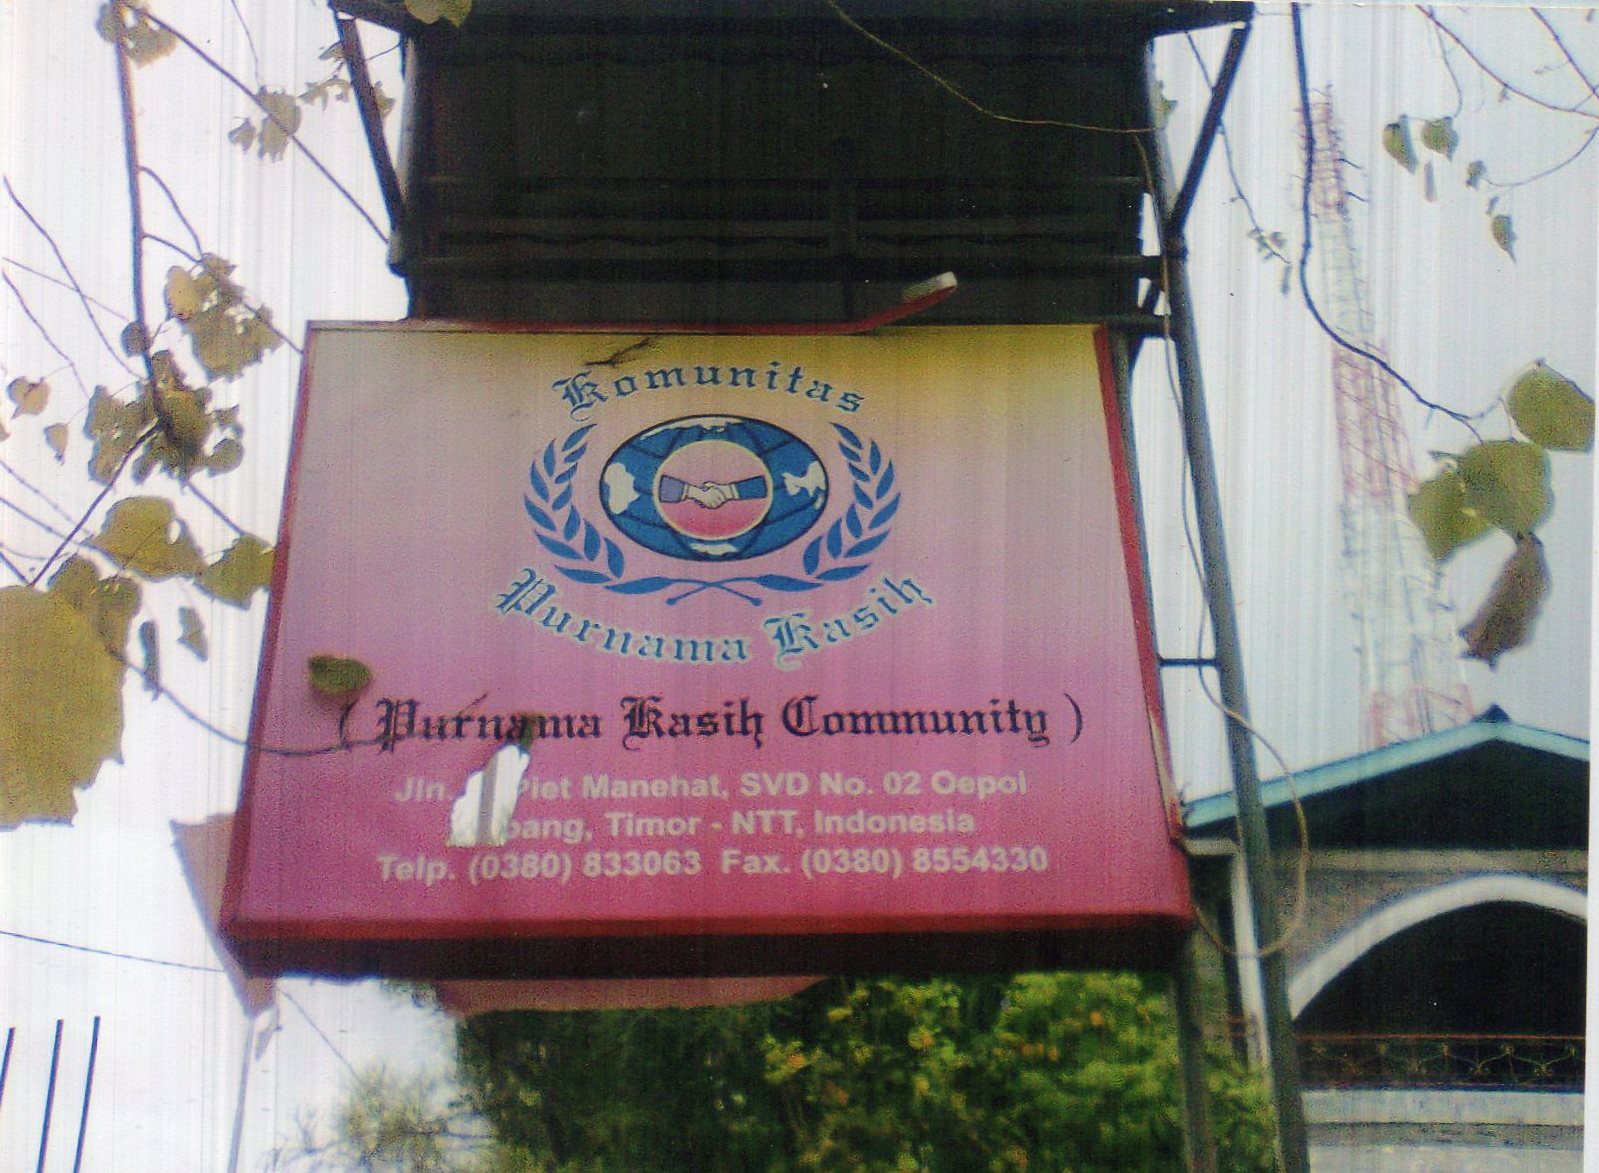 Komunitas
Purnama Kasih
( Purnama Kasih Community )
Jln. Piet Manehat, SVD No. 02 Oepoi
Timor - NTT, Indonesia
Telp. (0380) 833063 Fax. (0380) 8554330